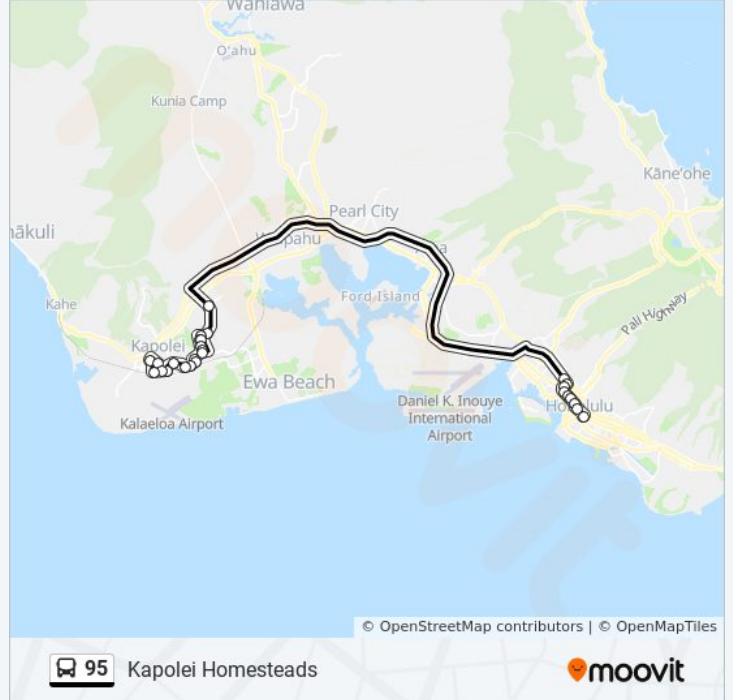 Wahiawa
O'ahu
Kunia Camp
Kāne'ohe
Pearl City
Waipahu
Ford Island
Kahe
Pali Highway
Kapolei
Ewa Beach
Daniel K. Inouye
International
Airport
Honolulu
Kalaeloa Airport
© OpenStreetMap contributors | © OpenMapTiles
95 Kapolei Homesteads
moovit